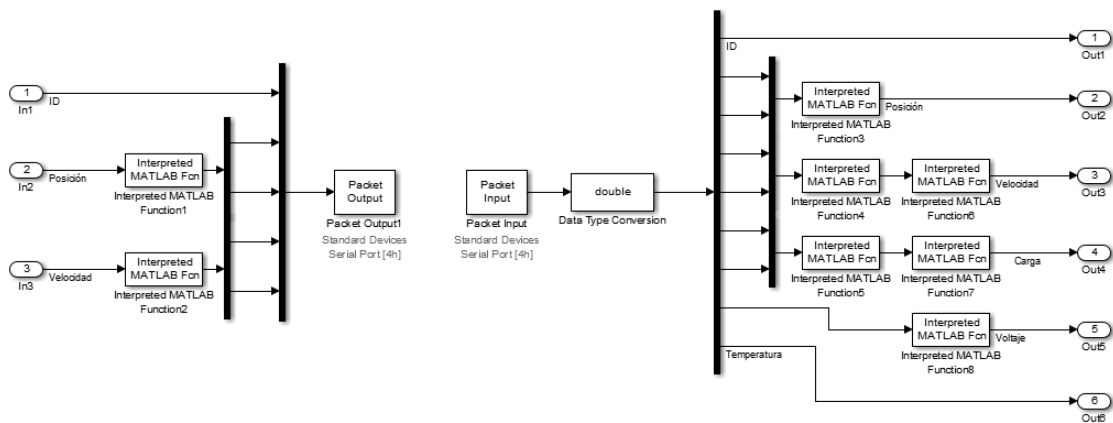 1
In1
ID
2
In2
Posición
Interpreted
MATLAB Fcn
Interpreted MATLAB
Function1
3
In3
Velocidad
Interpreted
MATLAB Fcn
Interpreted MATLAB
Function2
Packet
Output
Packet Output1
Standard Devices
Serial Port [4h]
Packet
Input
Packet Input
Standard Devices
Serial Port [4h]
double
Data Type Conversion
ID
1
Out1
Interpreted
MATLAB Fcn
Interpreted MATLAB
Function3
Posición
2
Out2
Interpreted
MATLAB Fcn
Interpreted MATLAB
Function4
Interpreted
MATLAB Fcn
Interpreted MATLAB
Function6
Velocidad
3
Out3
Interpreted
MATLAB Fcn
Interpreted MATLAB
Function5
Interpreted
MATLAB Fcn
Interpreted MATLAB
Function7
Carga
4
Out4
Interpreted
MATLAB Fcn
Interpreted MATLAB
Function8
Voltaje
5
Out5
Temperatura
6
Out6